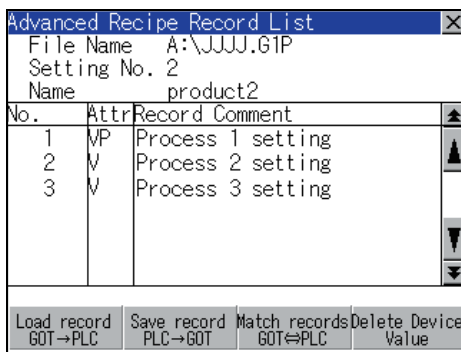 Advanced Recipe Record List
File Name A:\JJJJ.G1P
Setting No. 2
Name product2
No. Attr Record Comment
1 VP Process 1 setting
2 V Process 2 setting
3 V Process 3 setting
Load record Save record Match records Delete Device
GOT→PLC PLC→GOT GOT⇔PLC Value